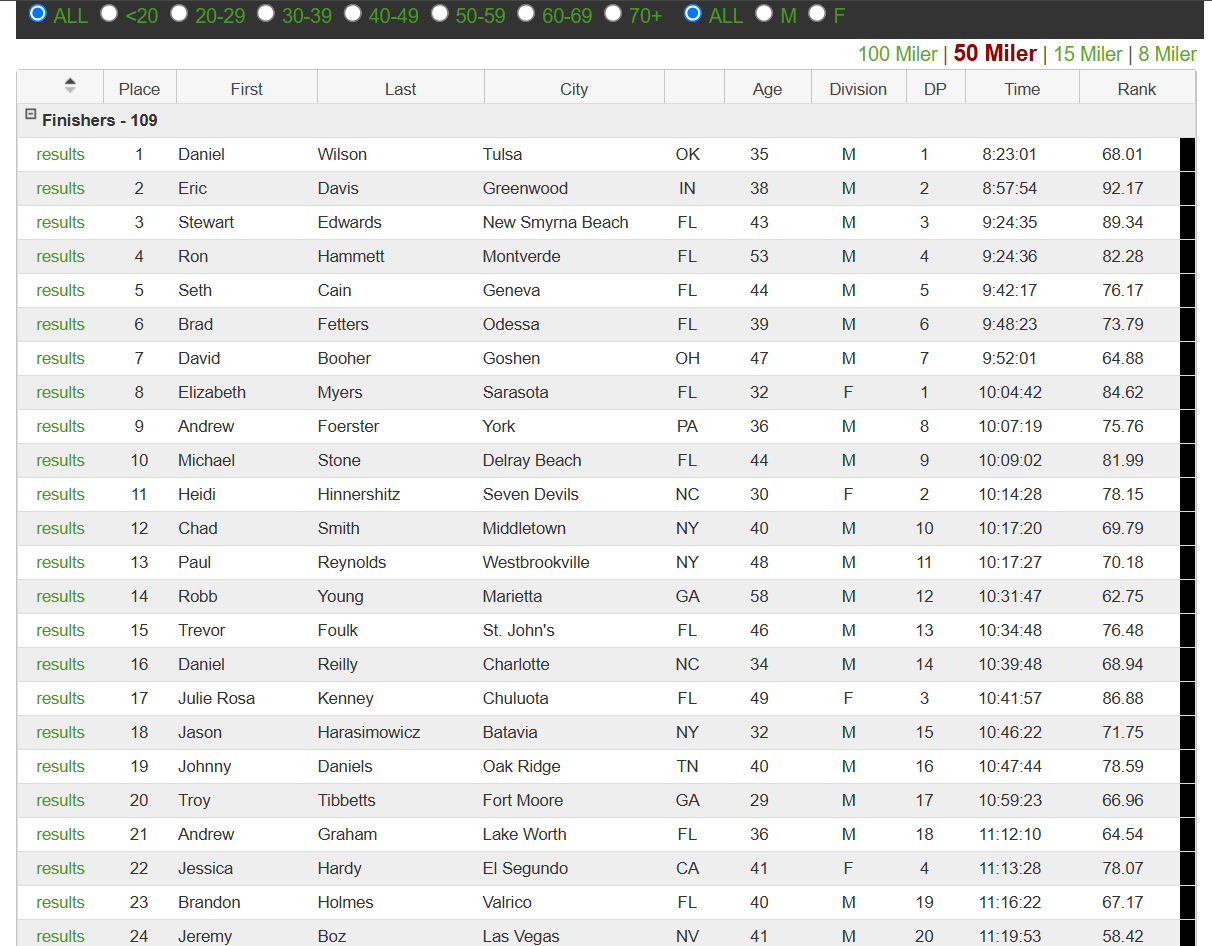 ALL <20 20-29 30-39 40-49 50-59 60-69 70+ ALL M F
100 Miler | 50 Miler | 15 Miler | 8 Miler
Place First Last City Age Division DP Time Rank
Finishers - 109
results 1 Daniel Wilson Tulsa OK 35 M 1 8:23:01 68.01
results 2 Eric Davis Greenwood IN 38 M 2 8:57:54 92.17
results 3 Stewart Edwards New Smyrna Beach FL 43 M 3 9:24:35 89.34
results 4 Ron Hammett Montverde FL 53 M 4 9:24:36 82.28
results 5 Seth Cain Geneva FL 44 M 5 9:42:17 76.17
results 6 Brad Fetters Odessa FL 39 M 6 9:48:23 73.79
results 7 David Booher Goshen OH 47 M 7 9:52:01 64.88
results 8 Elizabeth Myers Sarasota FL 32 F 1 10:04:42 84.62
results 9 Andrew Foerster York PA 36 M 8 10:07:19 75.76
results 10 Michael Stone Delray Beach FL 44 M 9 10:09:02 81.99
results 11 Heidi Hinnershitz Seven Devils NC 30 F 2 10:14:28 78.15
results 12 Chad Smith Middletown NY 40 M 10 10:17:20 69.79
results 13 Paul Reynolds Westbrookville NY 48 M 11 10:17:27 70.18
results 14 Robb Young Marietta GA 58 M 12 10:31:47 62.75
results 15 Trevor Foulk St. John's FL 46 M 13 10:34:48 76.48
results 16 Daniel Reilly Charlotte NC 34 M 14 10:39:48 68.94
results 17 Julie Rosa Kenney Chuluota FL 49 F 3 10:41:57 86.88
results 18 Jason Harasimowicz Batavia NY 32 M 15 10:46:22 71.75
results 19 Johnny Daniels Oak Ridge TN 40 M 16 10:47:44 78.59
results 20 Troy Tibbetts Fort Moore GA 29 M 17 10:59:23 66.96
results 21 Andrew Graham Lake Worth FL 36 M 18 11:12:10 64.54
results 22 Jessica Hardy El Segundo CA 41 F 4 11:13:28 78.07
results 23 Brandon Holmes Valrico FL 40 M 19 11:16:22 67.17
results 24 Jeremy Boz Las Vegas NV 41 M 20 11:19:53 58.42